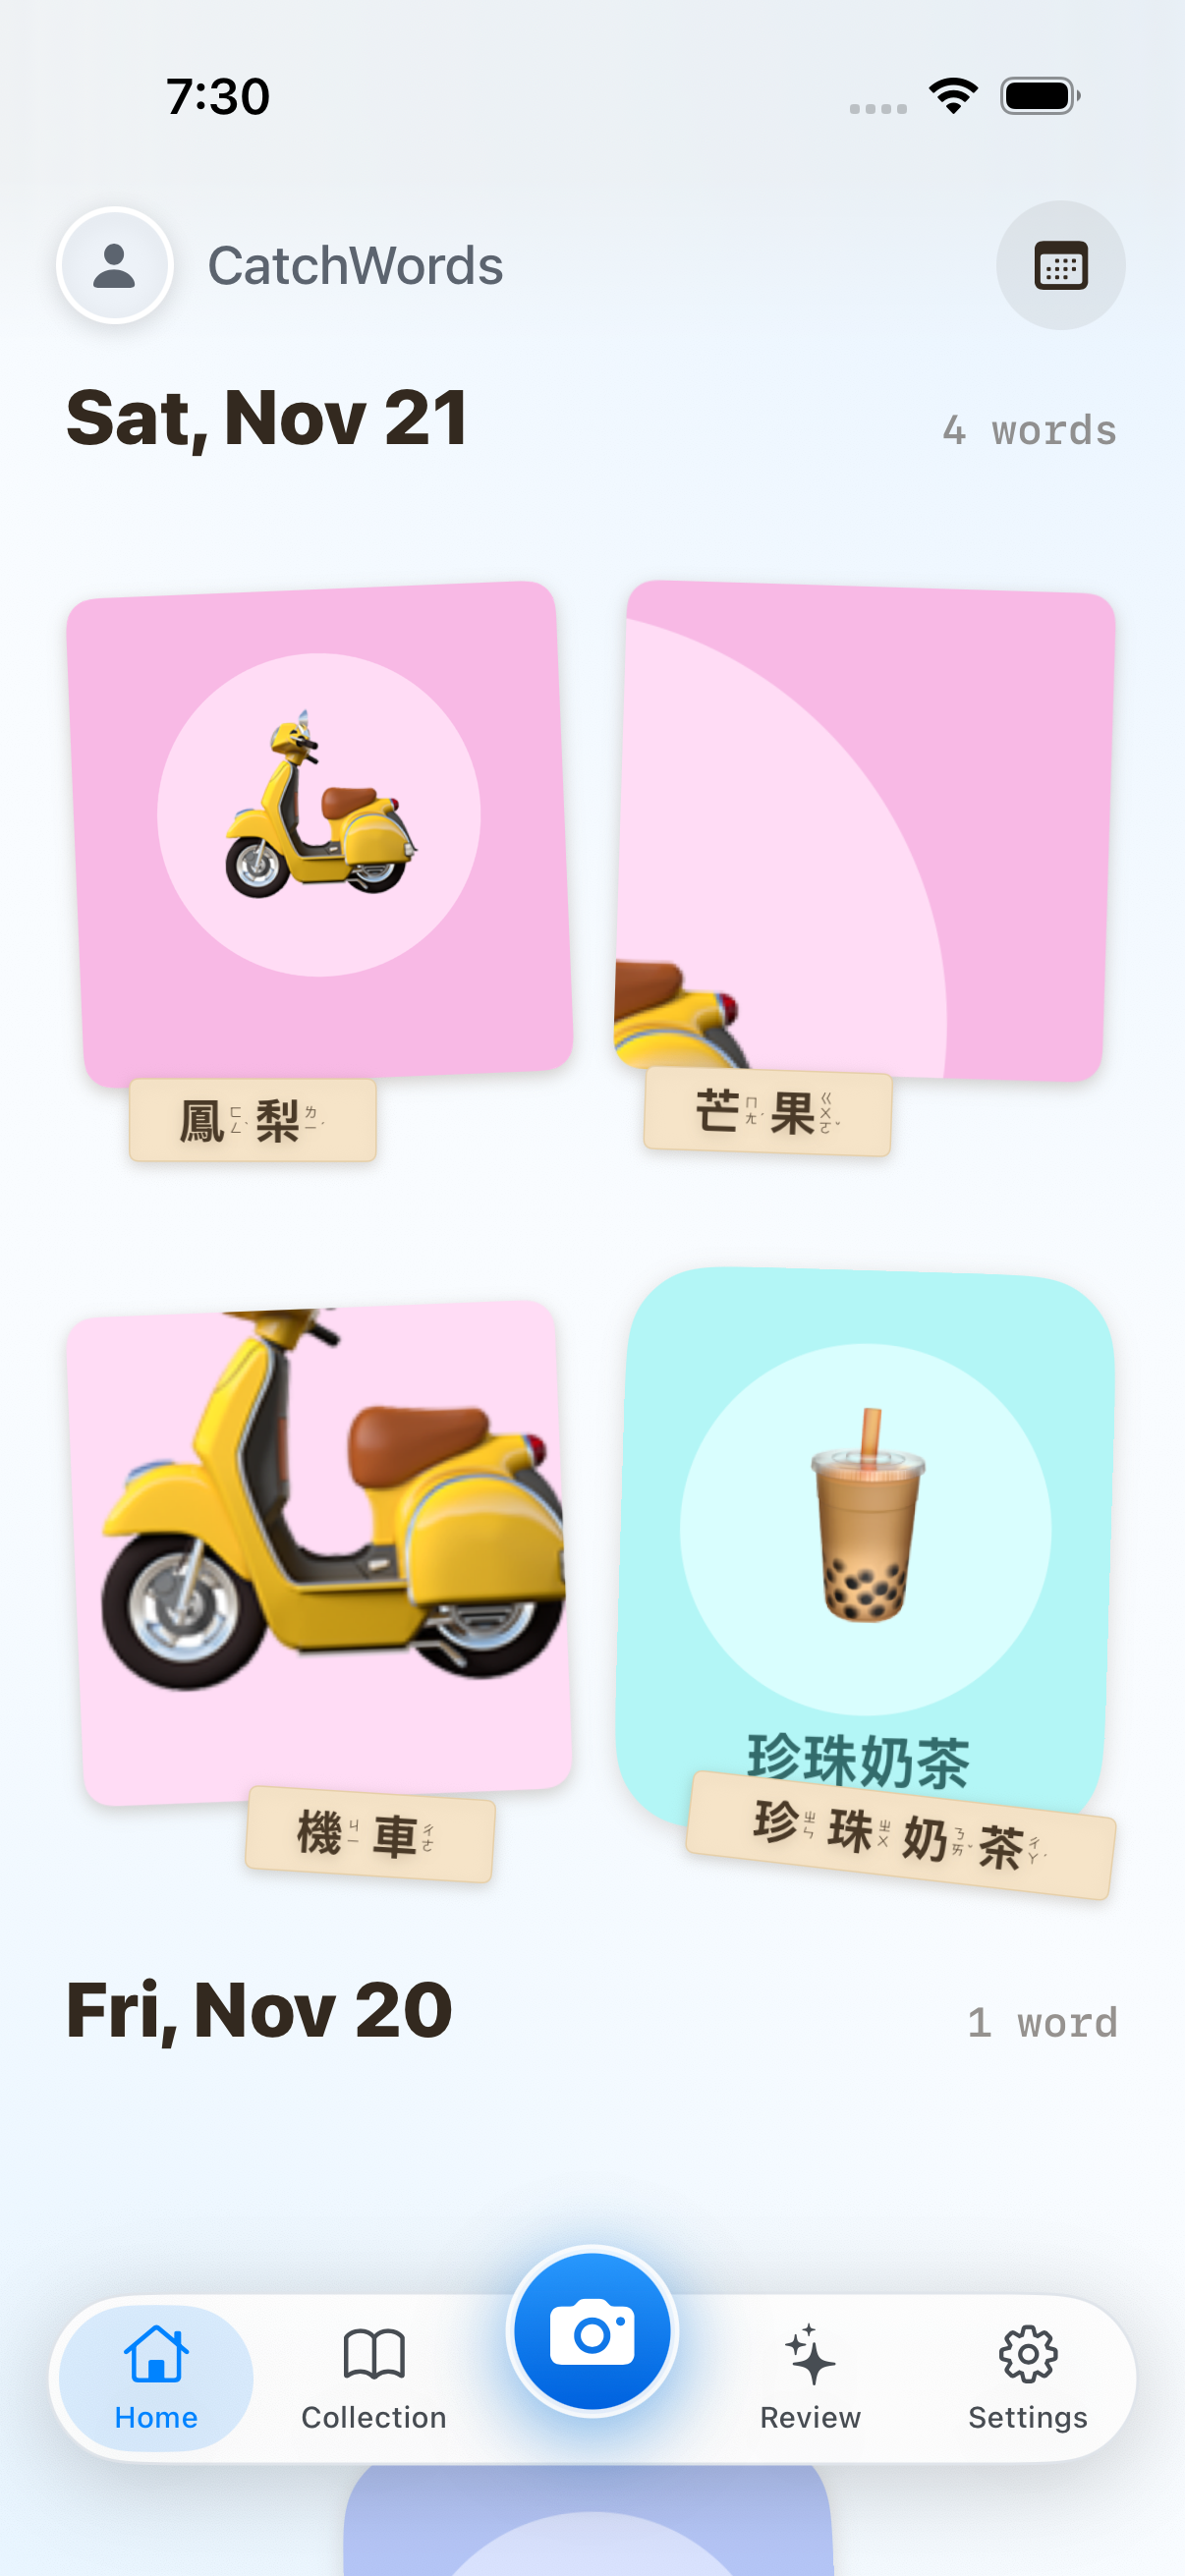 7:30
CatchWords
Sat, Nov 21
4 words
鳳ㄈㄥˋ梨ㄌㄧˊ
芒ㄇㄤˊ果ㄍㄨㄛˇ
機ㄐㄧ車ㄔㄜ
珍珠奶茶
珍ㄓㄣ珠ㄓㄨ奶ㄋㄞˇ茶ㄔㄚˊ
Fri, Nov 20
1 word
Home
Collection
Review
Settings